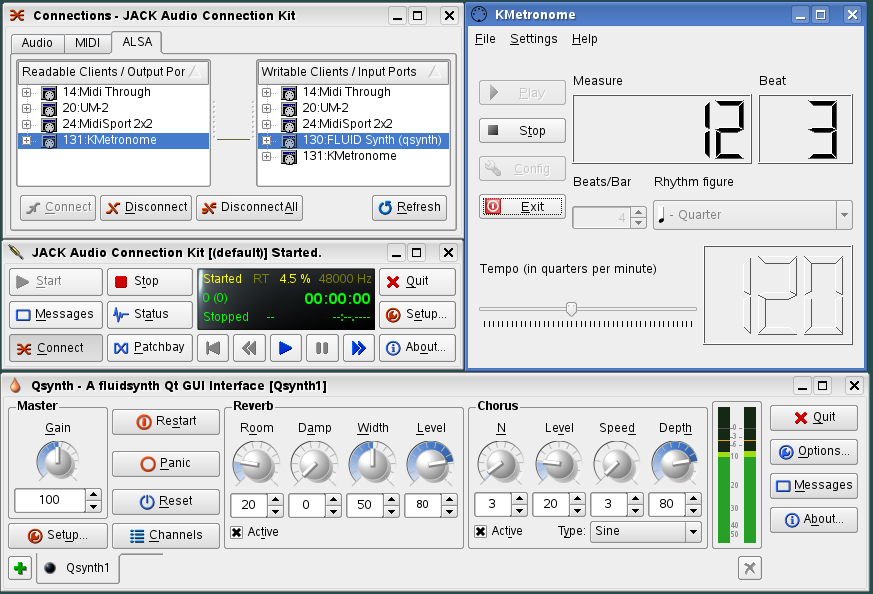 Connections - JACK Audio Connection Kit
Audio MIDI ALSA
Readable Clients / Output Por
Writable Clients / Input Ports
14:Midi Through
20:UM-2
24:MidiSport 2x2
131:KMetronome
14:Midi Through
20:UM-2
24:MidiSport 2x2
130:FLUID Synth (qsynth)
131:KMetronome
Connect Disconnect Disconnect All Refresh
KMetronome
File Settings Help
Play
Stop
Config
Exit
Measure Beat
12 3
Beats/Bar Rhythm figure
4 - Quarter
Tempo (in quarters per minute)
120
JACK Audio Connection Kit [(default)] Started.
Start Stop
Messages Status
Connect Patchbay
Started RT 4.5 % 48000 Hz
0 (0) 00:00:00
Stopped -- --:--.----
Quit
Setup...
About...
Qsynth - A fluidsynth Qt GUI Interface [Qsynth1]
Master
Gain
100
Setup...
Restart
Panic
Reset
Channels
Reverb
Room Damp Width Level
20 0 50 80
Active
Chorus
N Level Speed Depth
3 20 3 80
Active Type: Sine
0
3
6
10
20
30
40
50
Quit
Options...
Messages
About...
Qsynth1